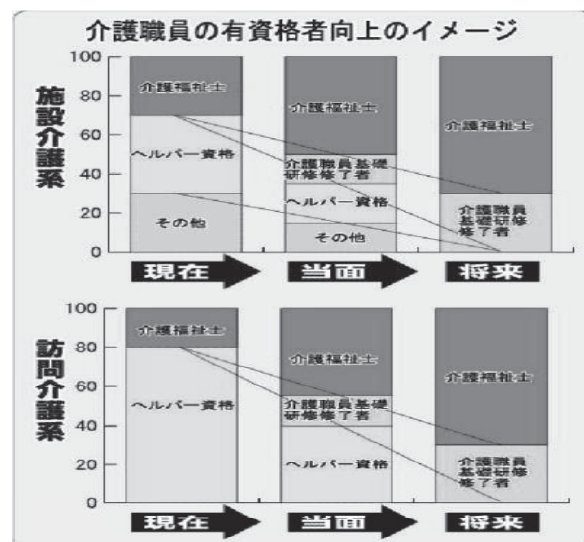 介護職員の有資格者向上のイメージ
施設介護系
100
80
60
40
20
0
介護福祉士
ヘルパー資格
その他
介護福祉士
介護職員基礎
研修修了者
ヘルパー資格
その他
介護福祉士
介護職員
基礎研修
修了者
現在
当面
将来
訪問介護系
100
80
60
40
20
0
介護福祉士
ヘルパー資格
介護福祉士
介護職員基礎
研修修了者
ヘルパー資格
介護福祉士
介護職員
基礎研修
修了者
現在
当面
将来